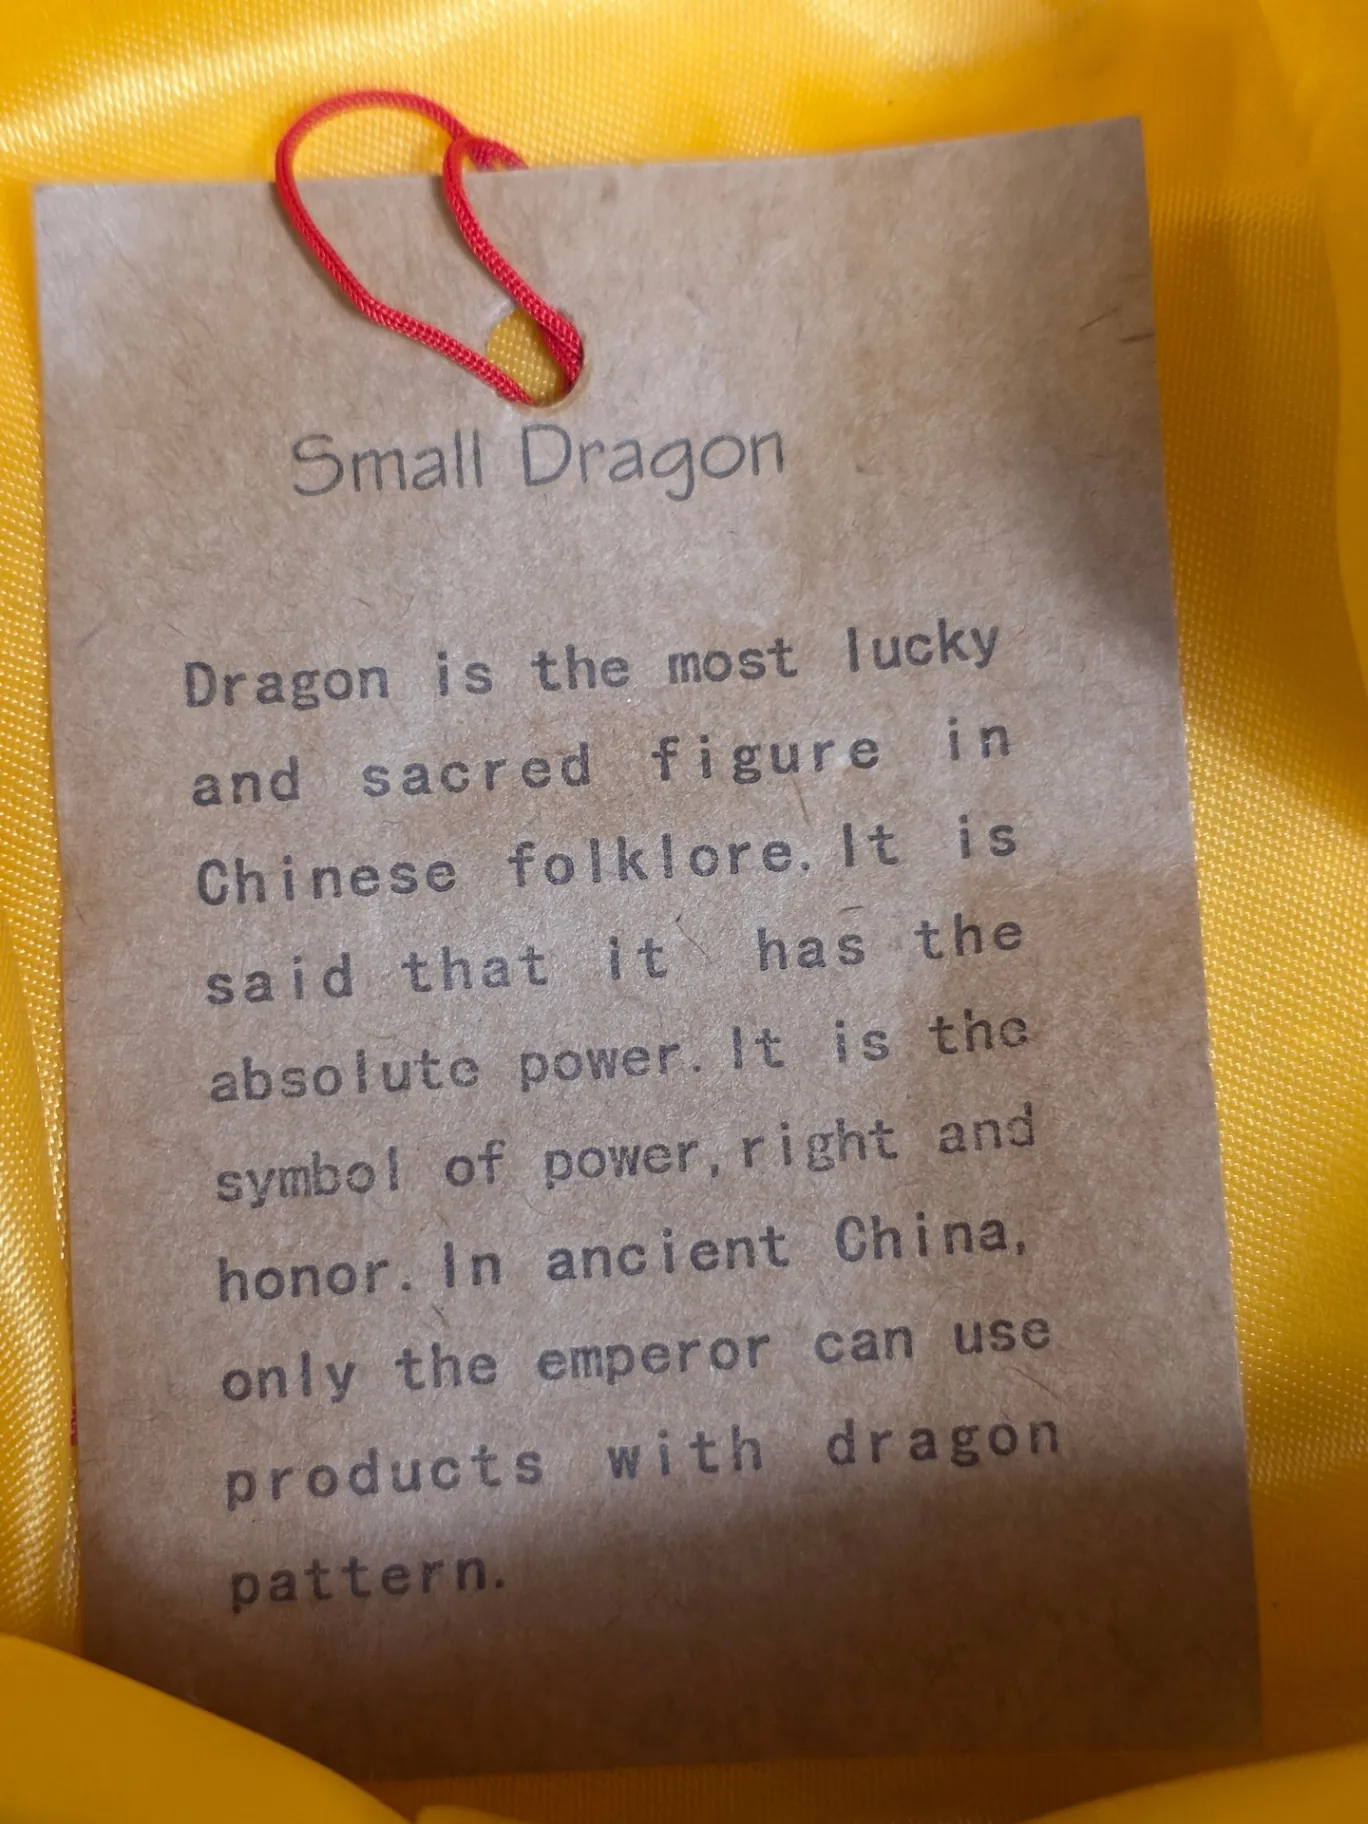 Small Dragon
Dragon is the most lucky
and sacred figure in
Chinese folklore.It is
said that it has the
absolute power.It is the
symbol of power,right and
honor.In ancient China,
only the emperor can use
products with dragon
pattern.